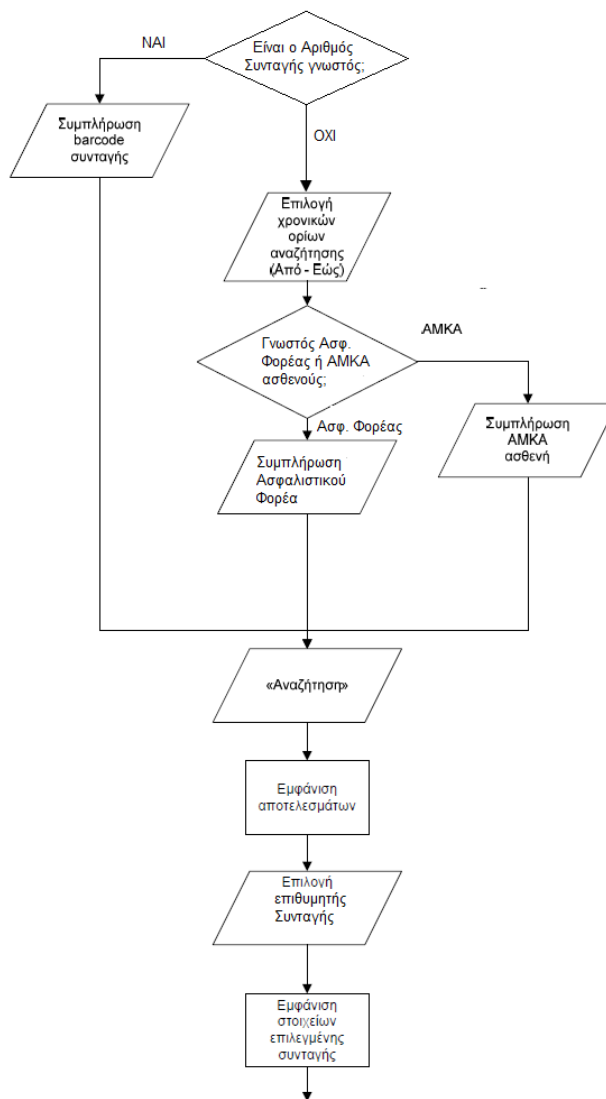 ΝΑΙ
Είναι ο Αριθμός
Συνταγής γνωστός;
Συμπλήρωση
barcode
συνταγής
ΟΧΙ
Επιλογή
χρονικών
ορίων
αναζήτησης
(Από - Εώς)
ΑΜΚΑ
Γνωστός Ασφ.
Φορέας ή ΑΜΚΑ
ασθενούς;
Ασφ. Φορέας
Συμπλήρωση
ΑΜΚΑ
ασθενή
Συμπλήρωση
Ασφαλιστικού
Φορέα
«Αναζήτηση»
Εμφάνιση
αποτελεσμάτων
Επιλογή
επιθυμητής
Συνταγής
Εμφάνιση
στοιχείων
επιλεγμένης
συνταγής